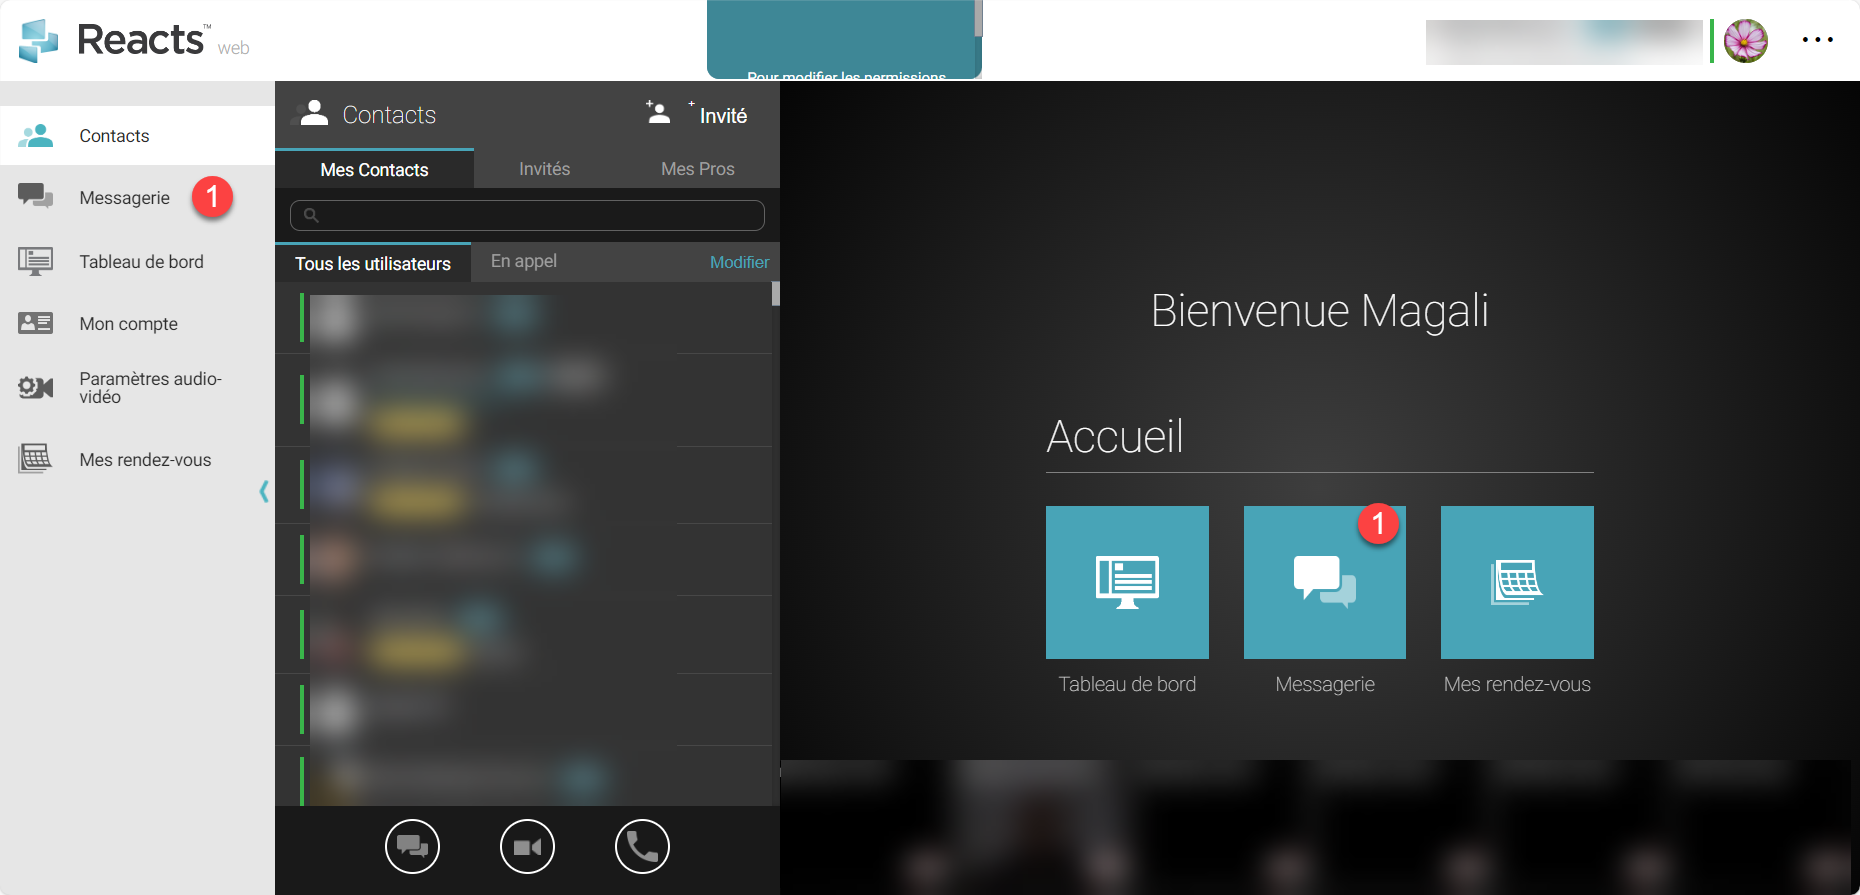 Reacts™ web
Pour modifier les permissions
Contacts
Messagerie 1
Tableau de bord
Mon compte
Paramètres audio-
vidéo
Mes rendez-vous
Contacts
+ Invité
Mes Contacts Invités Mes Pros
Tous les utilisateurs En appel Modifier
Bienvenue Magali
Accueil
1
Tableau de bord Messagerie Mes rendez-vous